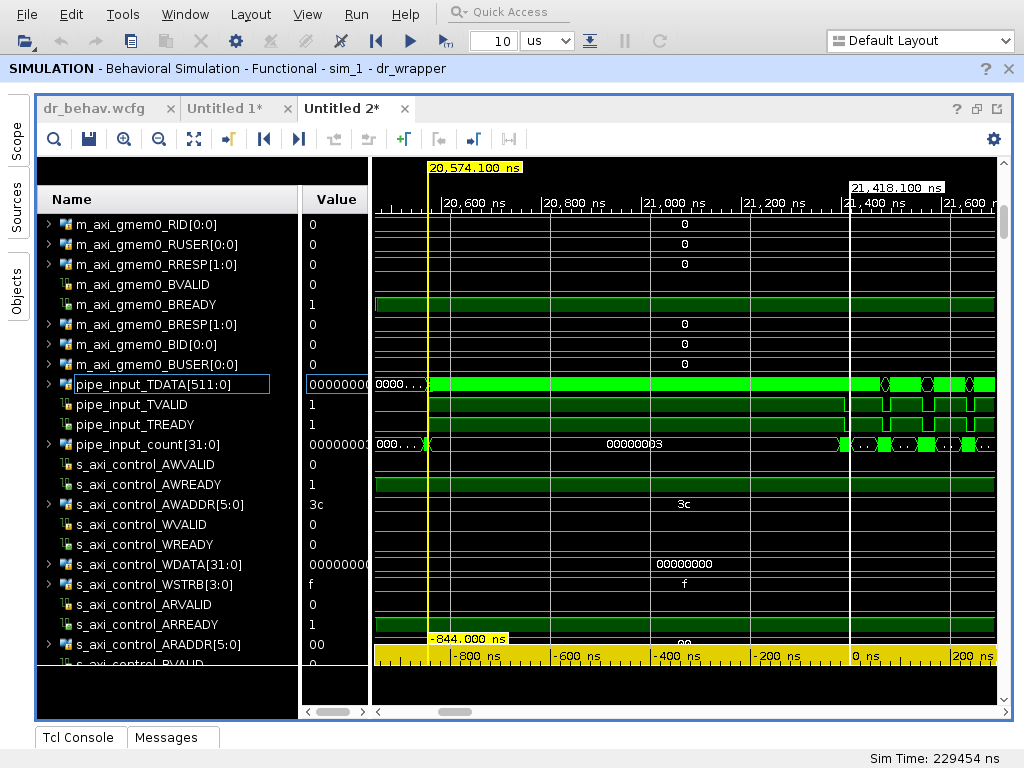 File Edit Tools Window Layout View Run Help Quick Access
10 us Default Layout
SIMULATION - Behavioral Simulation - Functional - sim_1 - dr_wrapper
dr_behav.wcfg Untitled 1* Untitled 2*
Scope
Sources
Objects
20,574.100 ns
21,418.100 ns
Name Value
20,600 ns 20,800 ns 21,000 ns 21,200 ns 21,400 ns 21,600 n
m_axi_gmem0_RID[0:0] 0 0
m_axi_gmem0_RUSER[0:0] 0 0
m_axi_gmem0_RRESP[1:0] 0 0
m_axi_gmem0_BVALID 0
m_axi_gmem0_BREADY 1
m_axi_gmem0_BRESP[1:0] 0 0
m_axi_gmem0_BID[0:0] 0 0
m_axi_gmem0_BUSER[0:0] 0 0
pipe_input_TDATA[511:0] 00000000 0000...
pipe_input_TVALID 1
pipe_input_TREADY 1
pipe_input_count[31:0] 00000003 000... 00000003 ... ... ... ...
s_axi_control_AWVALID 0
s_axi_control_AWREADY 1
s_axi_control_AWADDR[5:0] 3c 3c
s_axi_control_WVALID 0
s_axi_control_WREADY 0
s_axi_control_WDATA[31:0] 00000000 00000000
s_axi_control_WSTRB[3:0] f f
s_axi_control_ARVALID 0
s_axi_control_ARREADY 1
-844.000 ns
s_axi_control_ARADDR[5:0] 00 00
s_axi_control_RVALID 0
-800 ns -600 ns -400 ns -200 ns 0 ns 200 ns
Tcl Console Messages
Sim Time: 229454 ns